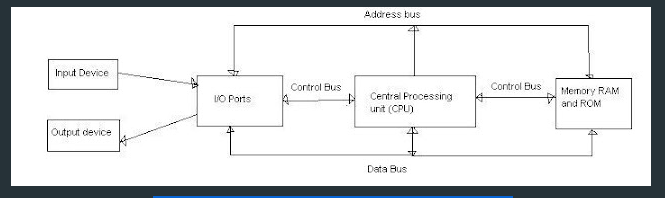 Address bus
Input Device
I/O Ports
Control Bus
Central Processing
unit (CPU)
Control Bus
Memory RAM
and ROM
Output device
Data Bus